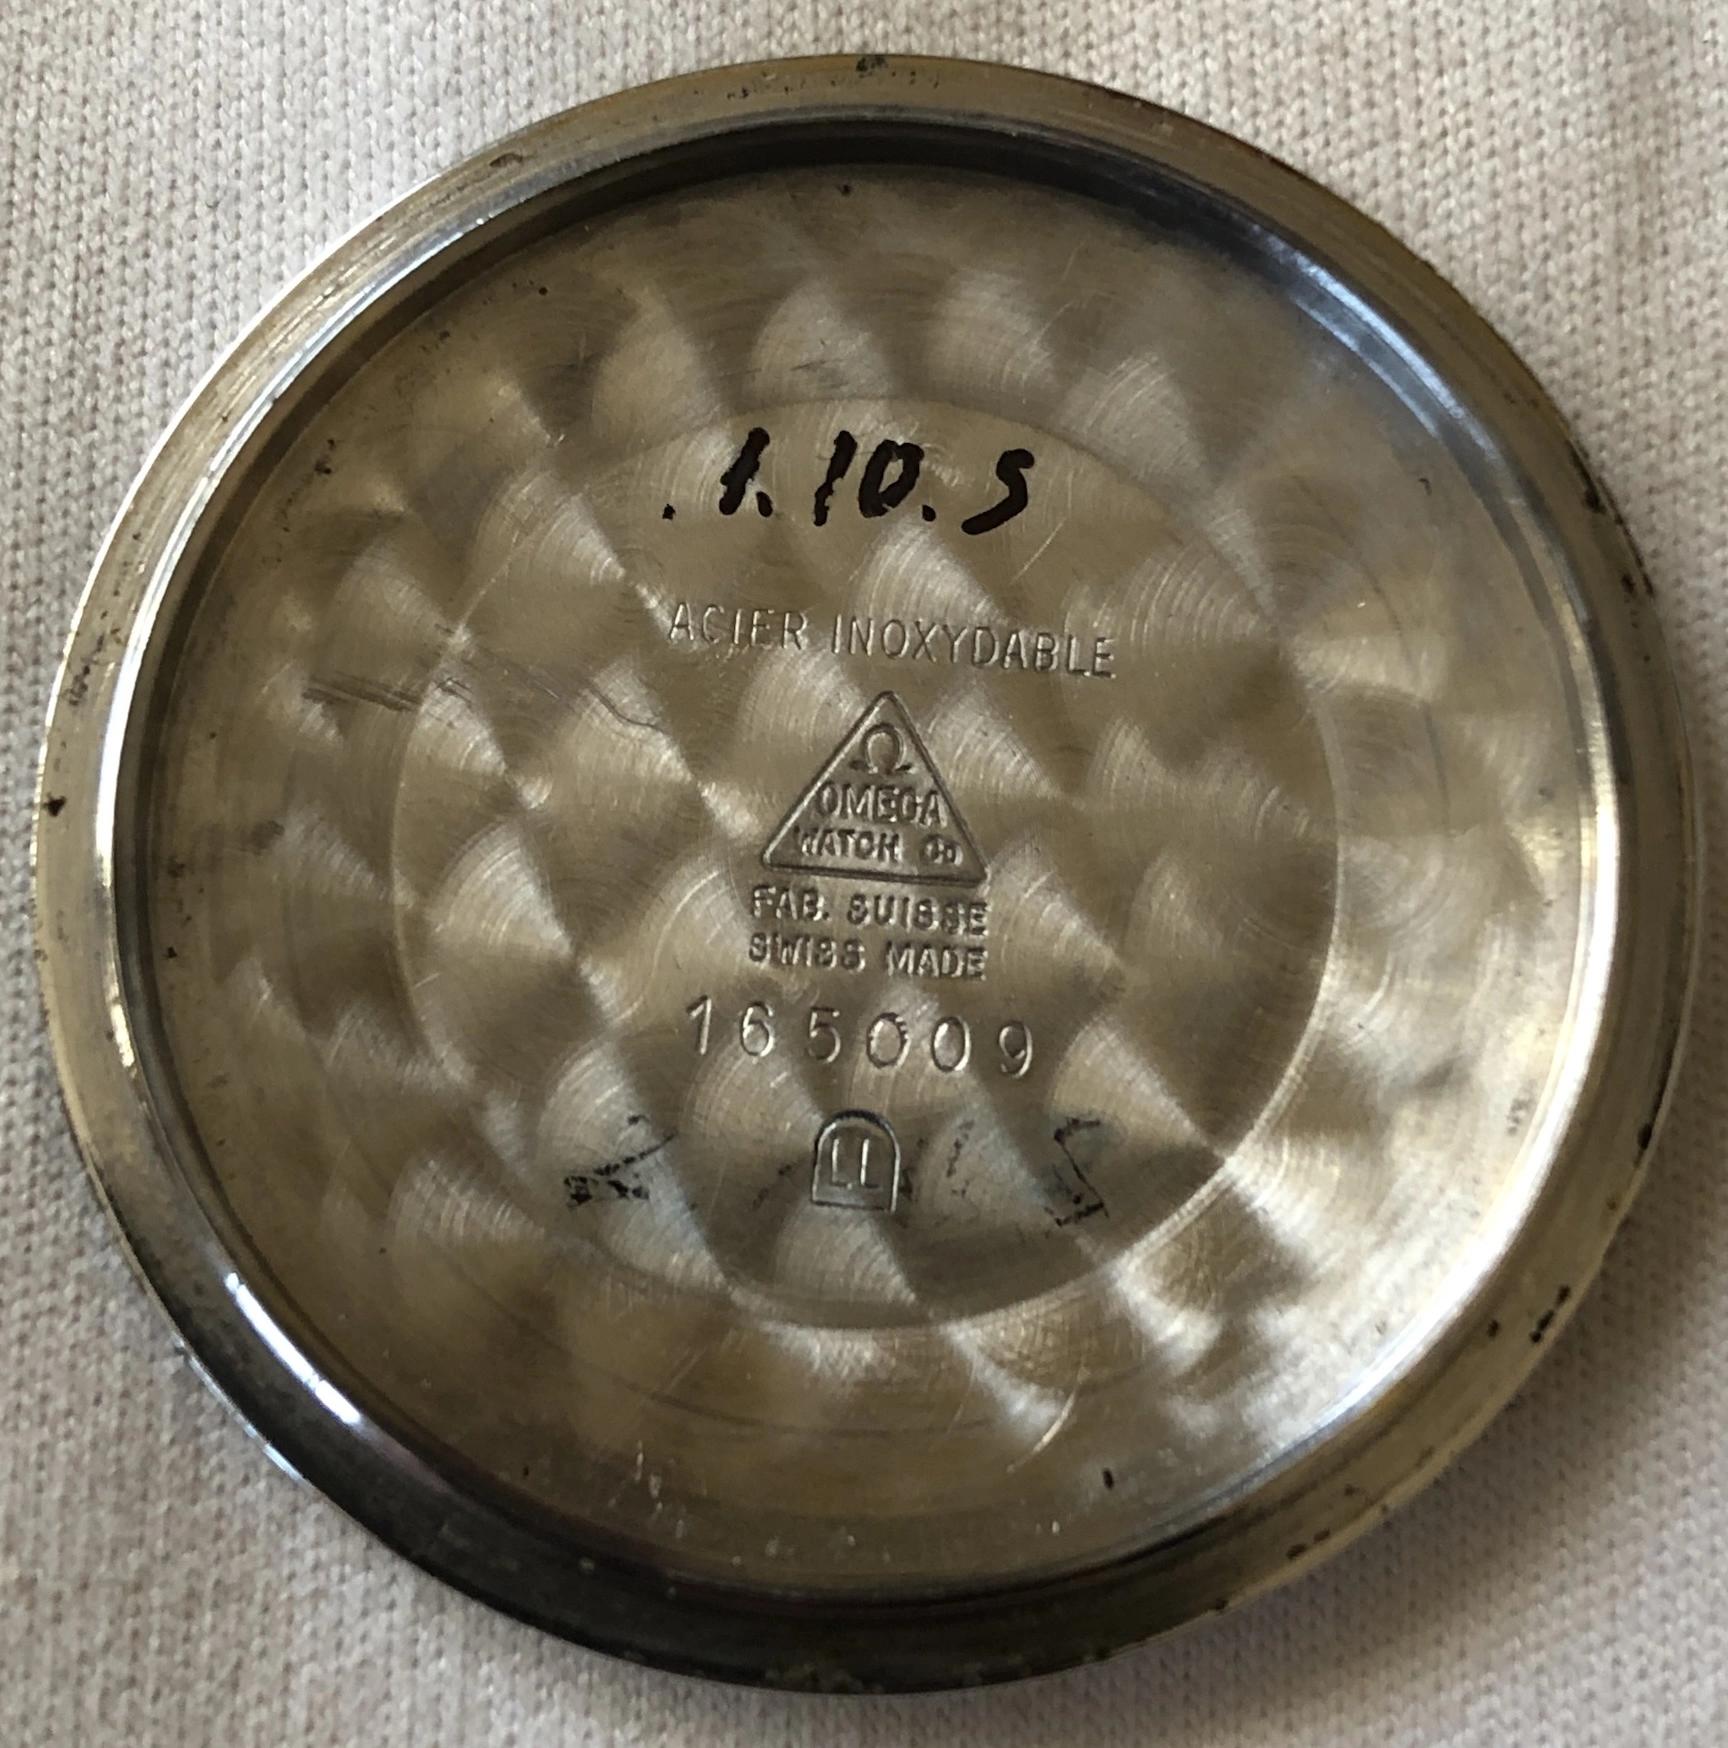 .1.10.5
ACIER INOXYDABLE
Ω
OMEGA
WATCH Co
FAB. SUISSE
SWISS MADE
165009